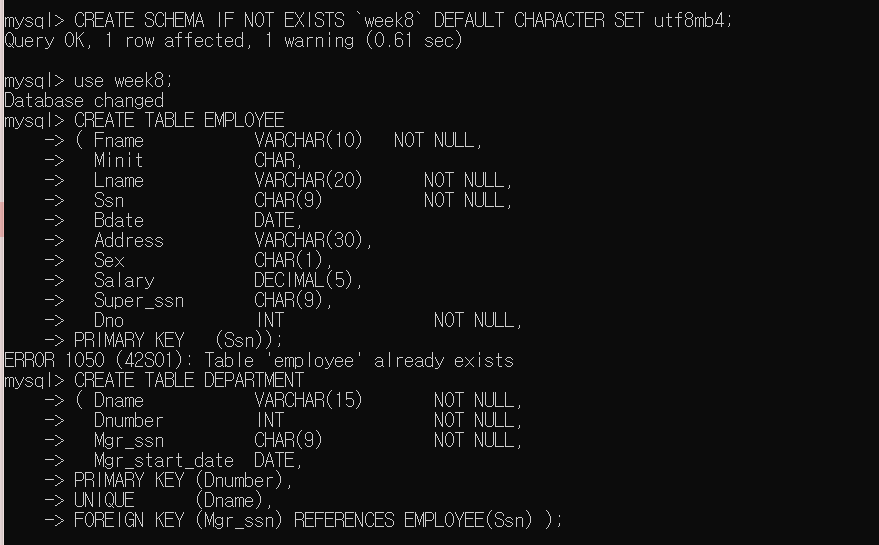 mysql> CREATE SCHEMA IF NOT EXISTS `week8` DEFAULT CHARACTER SET utf8mb4;
Query OK, 1 row affected, 1 warning (0.61 sec)
mysql> use week8;
Database changed
mysql> CREATE TABLE EMPLOYEE
    -> ( Fname           VARCHAR(10)   NOT NULL,
    ->   Minit           CHAR,
    ->   Lname           VARCHAR(20)      NOT NULL,
    ->   Ssn             CHAR(9)          NOT NULL,
    ->   Bdate           DATE,
    ->   Address         VARCHAR(30),
    ->   Sex             CHAR(1),
    ->   Salary          DECIMAL(5),
    ->   Super_ssn       CHAR(9),
    ->   Dno             INT               NOT NULL,
    -> PRIMARY KEY   (Ssn));
ERROR 1050 (42S01): Table 'employee' already exists
mysql> CREATE TABLE DEPARTMENT
    -> ( Dname           VARCHAR(15)       NOT NULL,
    ->   Dnumber         INT               NOT NULL,
    ->   Mgr_ssn         CHAR(9)           NOT NULL,
    ->   Mgr_start_date  DATE,
    -> PRIMARY KEY (Dnumber),
    -> UNIQUE      (Dname),
    -> FOREIGN KEY (Mgr_ssn) REFERENCES EMPLOYEE(Ssn) );